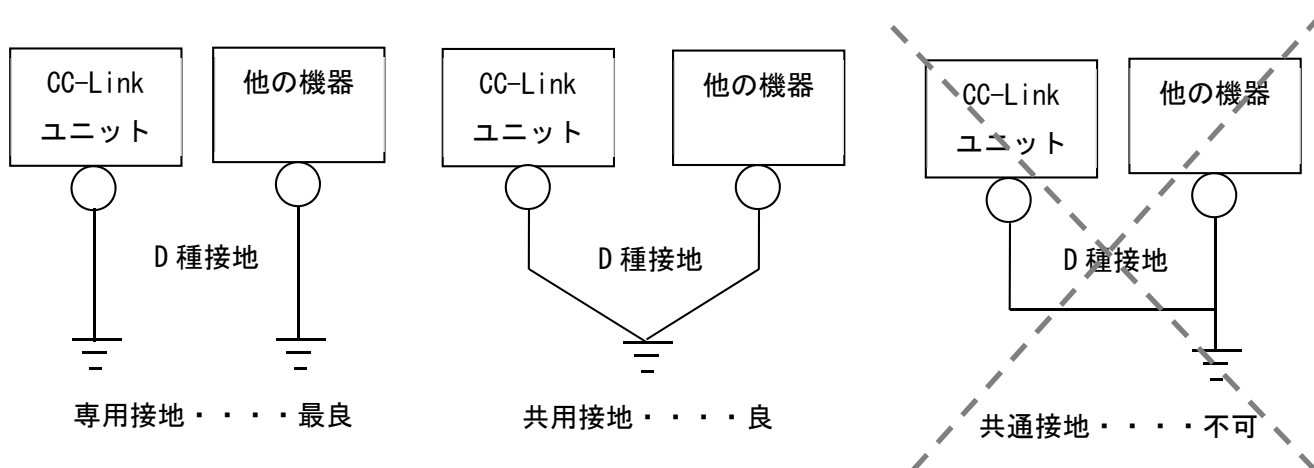 CC-Link
ユニット
他の機器
D種接地
専用接地・・・・最良
CC-Link
ユニット
他の機器
D種接地
共用接地・・・・良
CC-Link
ユニット
他の機器
D種接地
共通接地・・・・不可